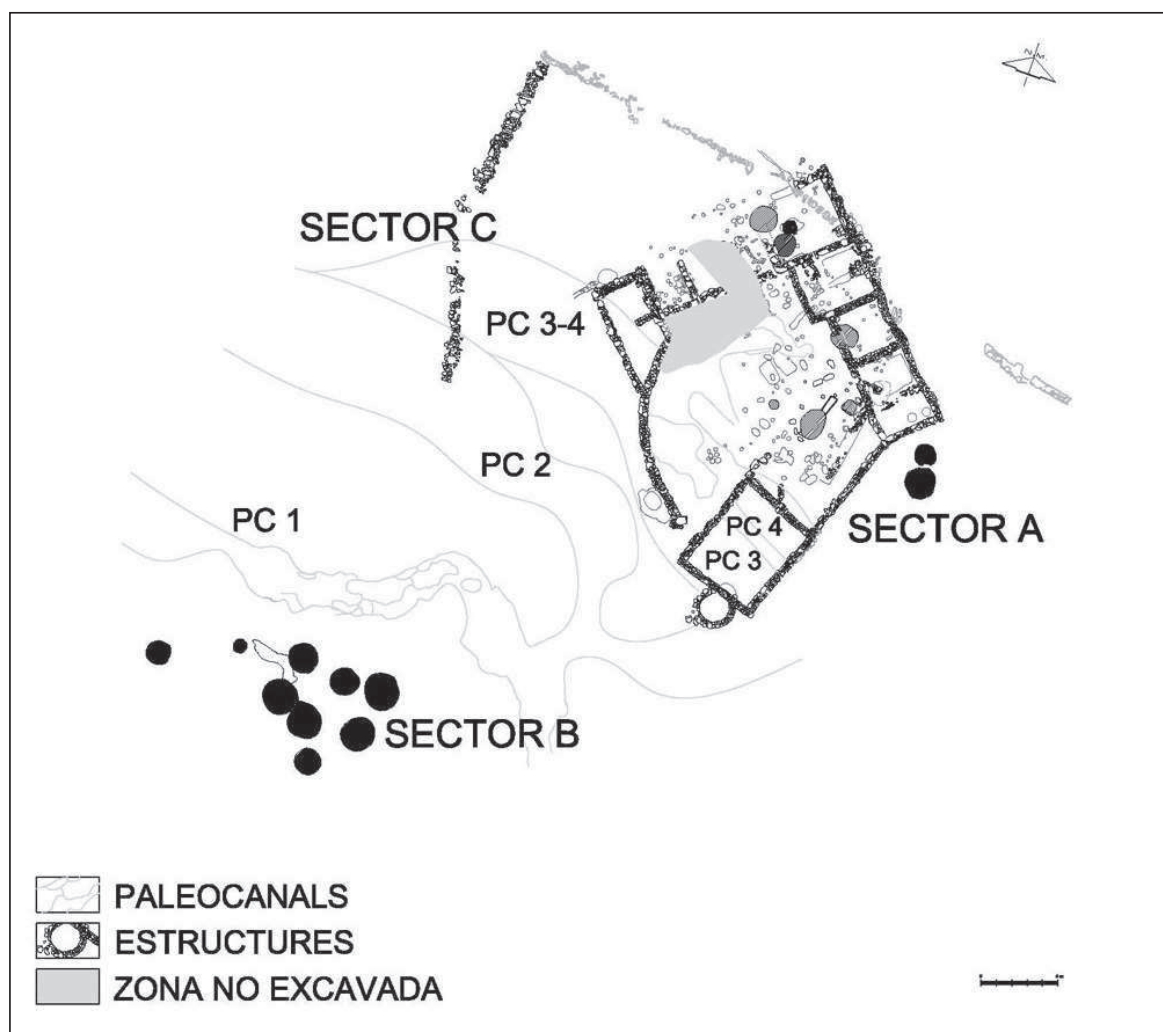 SECTOR C
PC 3-4
PC 2
PC 1
PC 4
PC 3
SECTOR A
SECTOR B
PALEOCANALS
ESTRUCTURES
ZONA NO EXCAVADA